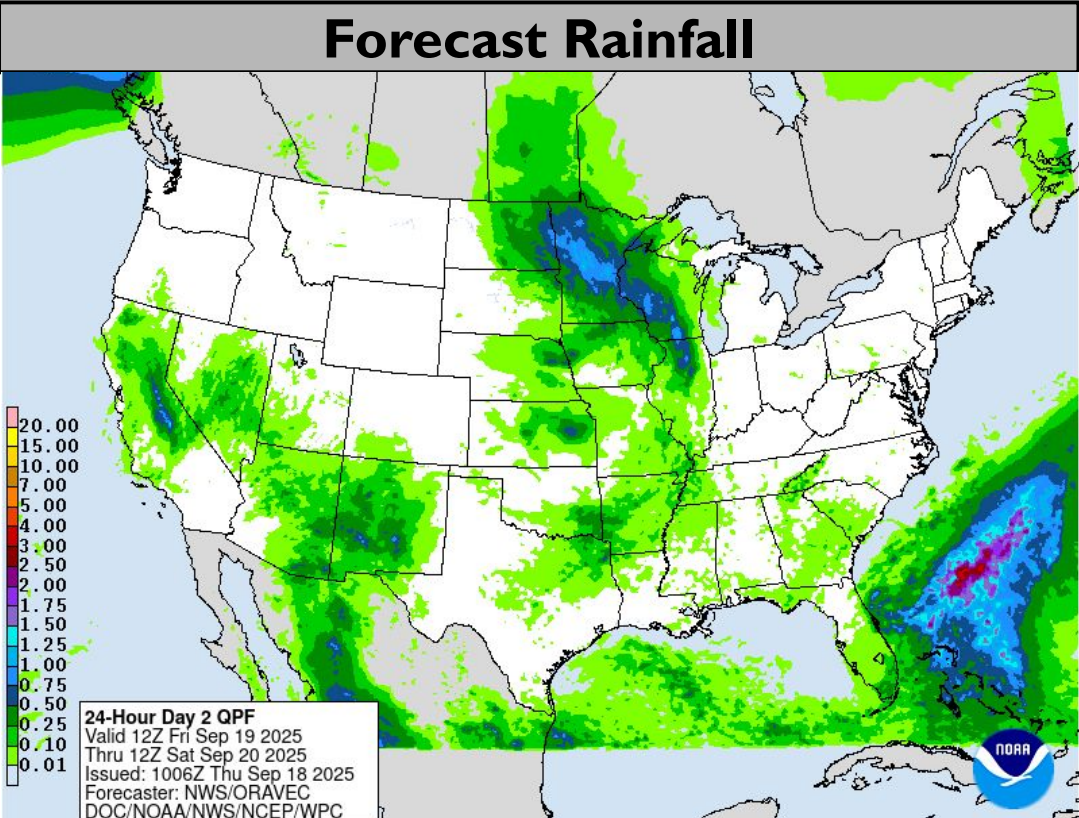 Forecast Rainfall
20.00
15.00
10.00
7.00
5.00
4.00
3.00
2.50
2.00
1.75
1.50
1.25
1.00
0.75
0.50
0.25
0.10
0.01
24-Hour Day 2 QPF
Valid 12Z Fri Sep 19 2025
Thru 12Z Sat Sep 20 2025
Issued: 1006Z Thu Sep 18 2025
Forecaster: NWS/ORAVEC
DOC/NOAA/NWS/NCEP/WPC
NOAA